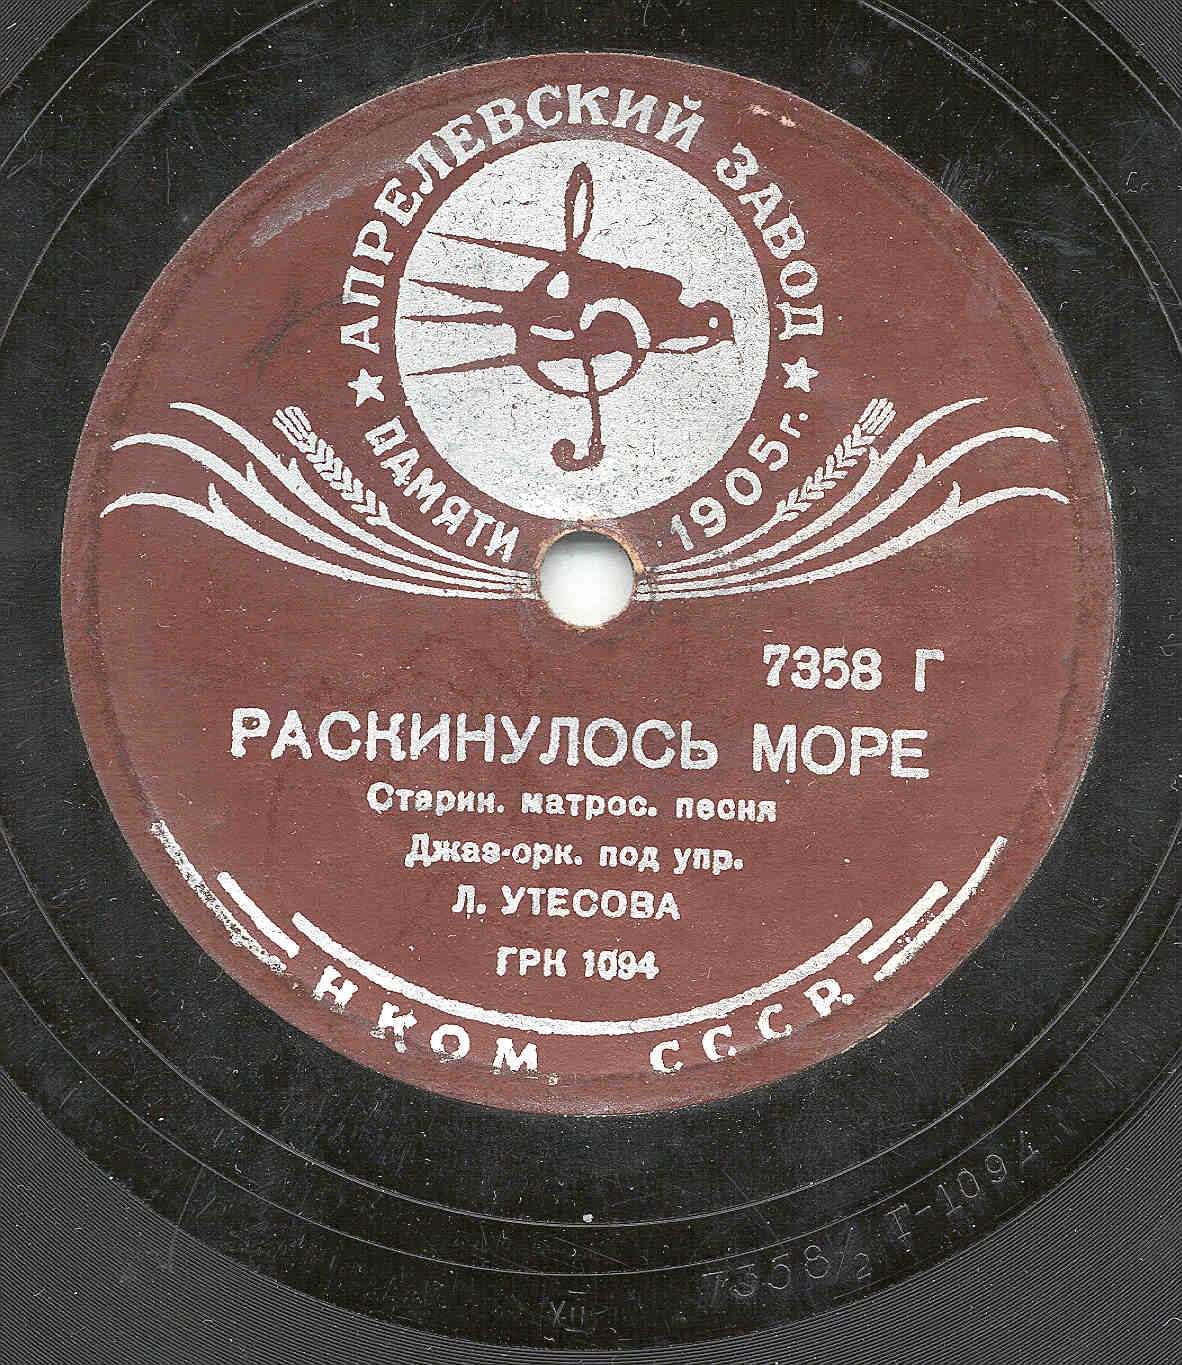 АПРЕЛЕВСКИЙ ЗАВОД
ПАМЯТИ 1905 г.
7358 Г
РАСКИНУЛОСЬ МОРЕ
Старин. матрос. песня
Джаз-орк. под упр.
Л. УТЕСОВА
ГРК 1094
НКОМ СССР.
7358/2 Г-1094
XII